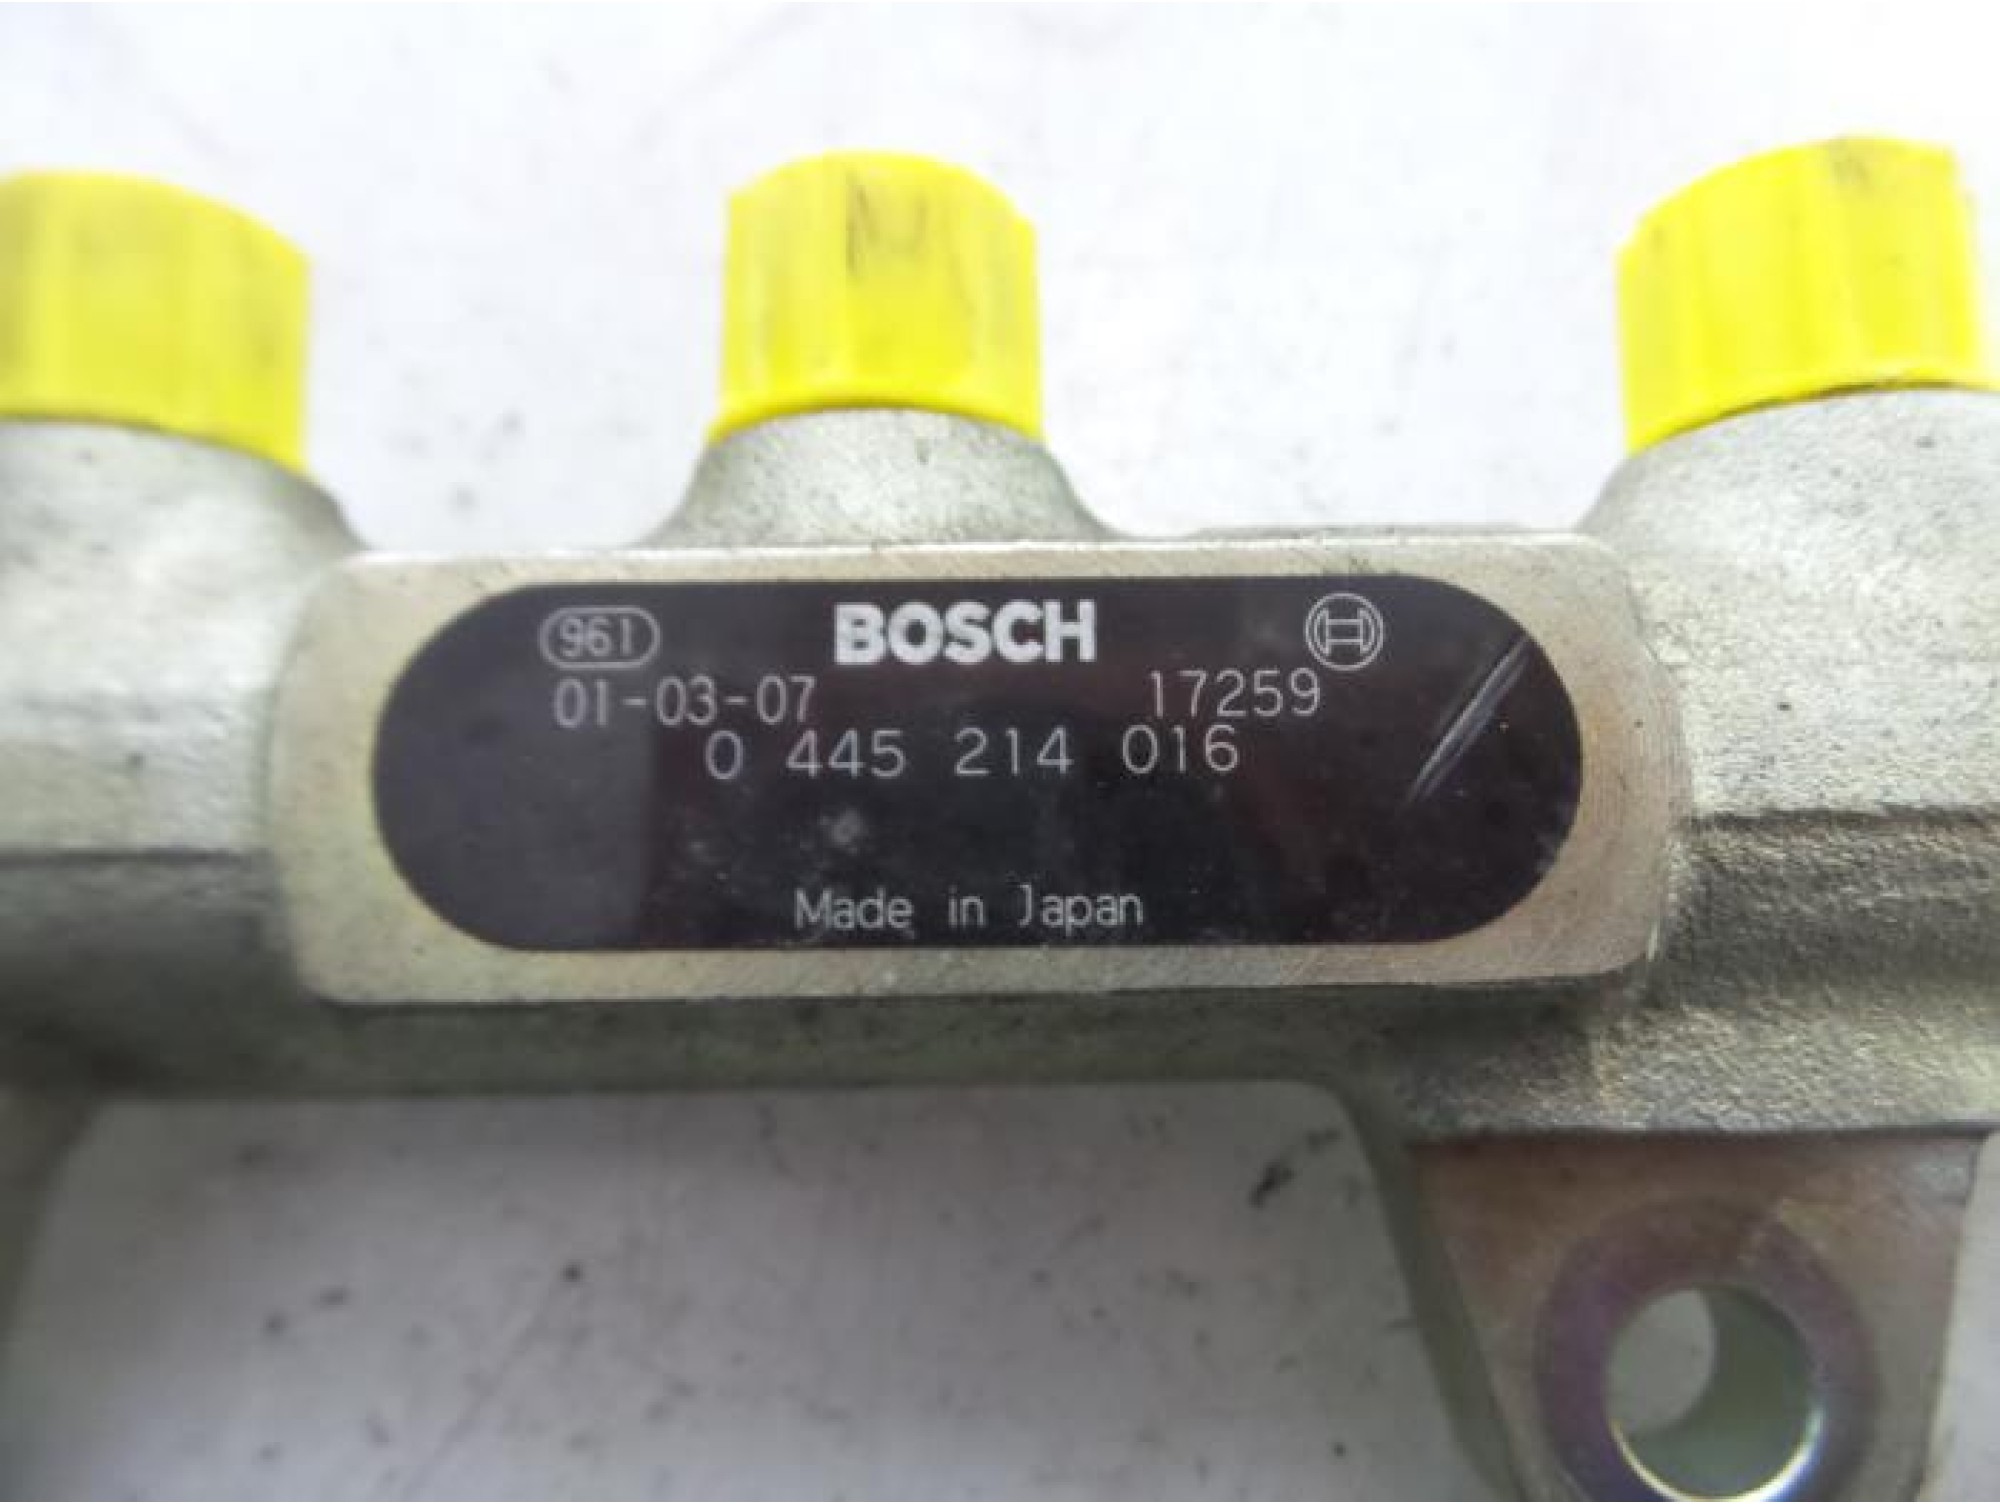 961 BOSCH
01-03-07 17259
0 445 214 016
Made in Japan